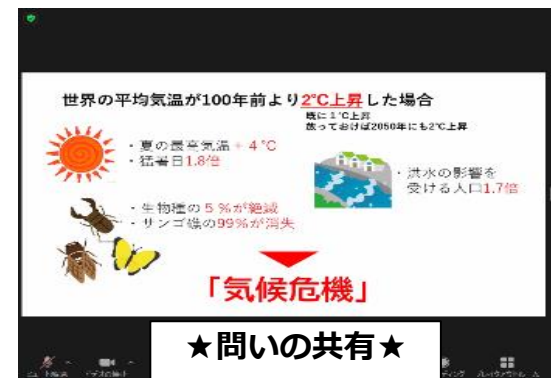 世界の平均気温が100年前より2℃上昇した場合
既に1℃上昇
放っておけば2050年にも2℃上昇
・夏の最高気温+4℃
・猛暑日1.8倍
・洪水の影響を
受ける人口1.7倍
・生物種の5%が絶滅
・サンゴ礁の99%が消失
「気候危機」
★問いの共有★